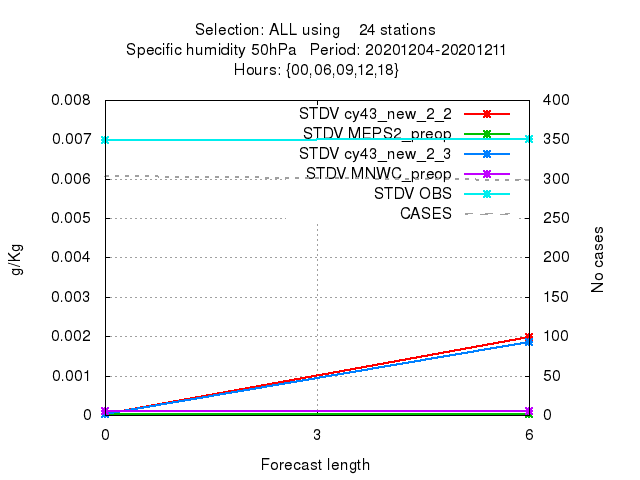 Selection: ALL using    24 stations
Specific humidity 50hPa   Period: 20201204-20201211
Hours: {00,06,09,12,18}
0.008
0.007
0.006
0.005
0.004
0.003
0.002
0.001
0
400
350
300
250
200
150
100
50
0
STDV cy43_new_2_2
STDV MEPS2_preop
STDV cy43_new_2_3
STDV MNWC_preop
STDV OBS
CASES
g/Kg
No cases
0 3 6
Forecast length